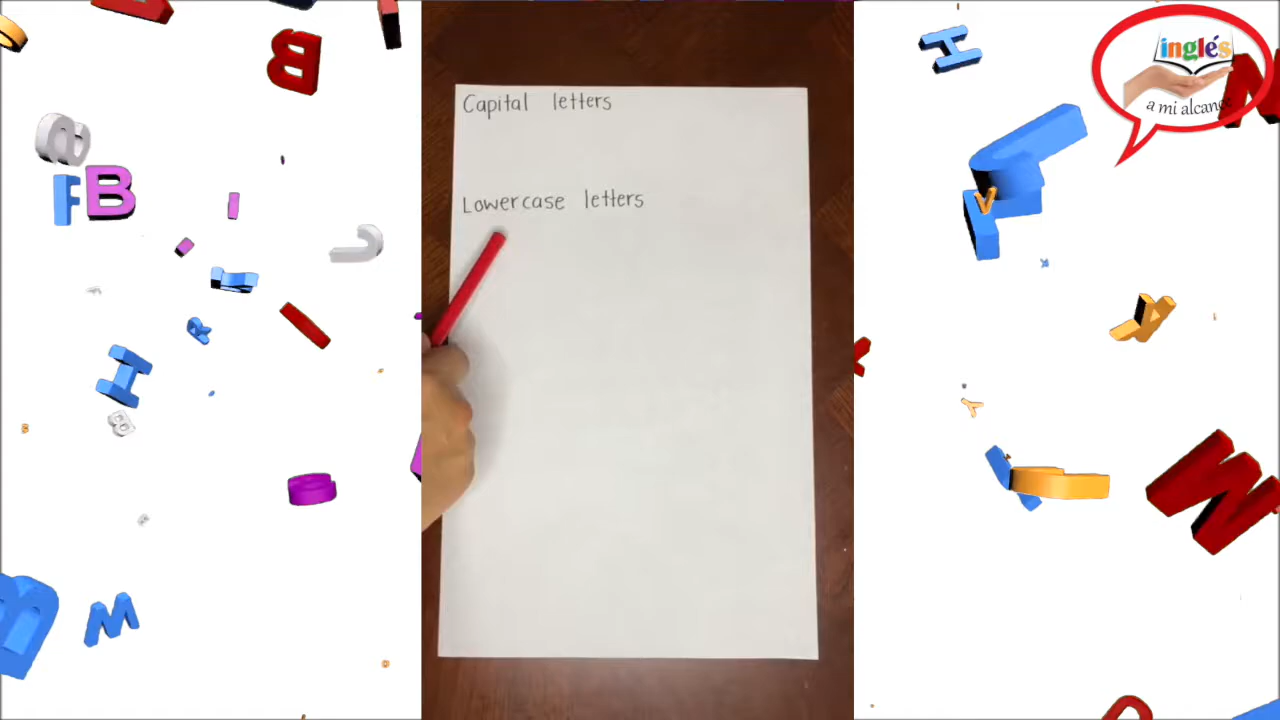 Capital letters
Lowercase letters
inglés
a mi alcance